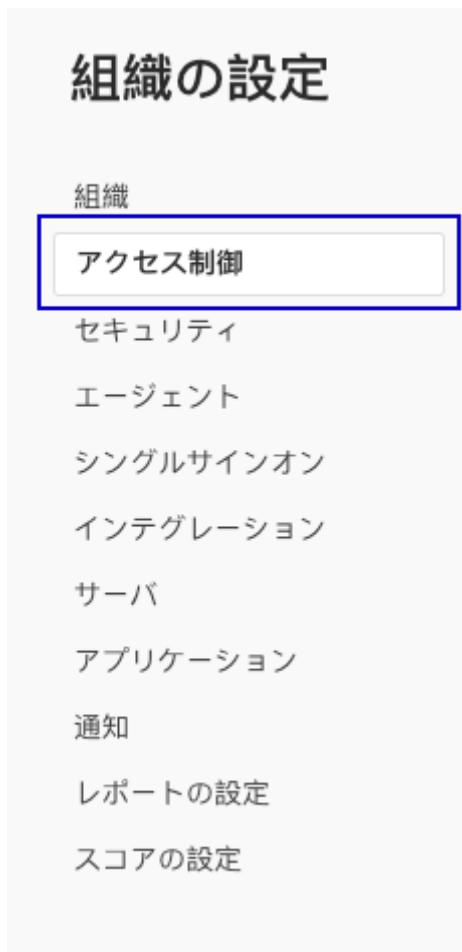 組織の設定
組織
アクセス制御
セキュリティ
エージェント
シングルサインオン
インテグレーション
サーバ
アプリケーション
通知
レポートの設定
スコアの設定